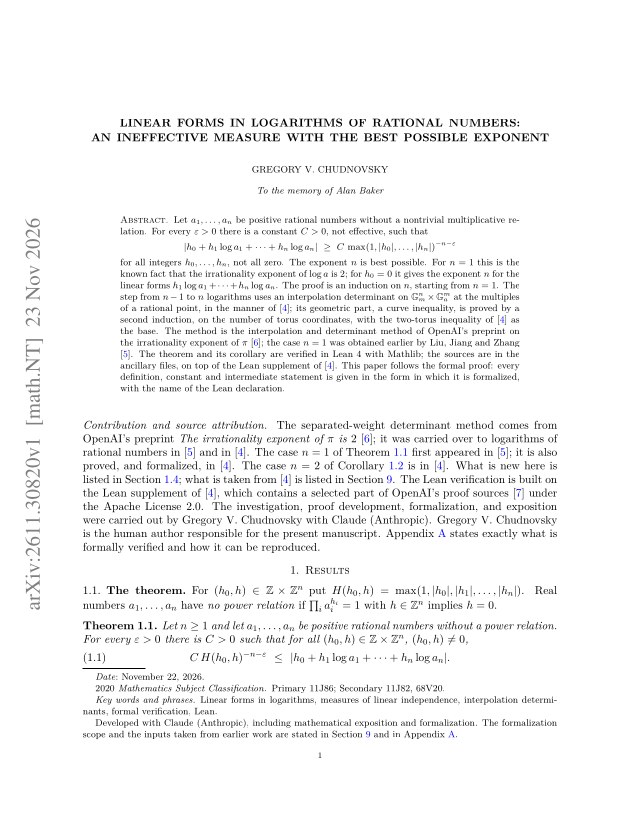 LINEAR FORMS IN LOGARITHMS OF RATIONAL NUMBERS:
AN INEFFECTIVE MEASURE WITH THE BEST POSSIBLE EXPONENT
GREGORY V. CHUDNOVSKY
To the memory of Alan Baker
Abstract. Let a₁, . . . , aₙ be positive rational numbers without a nontrivial multiplicative re-
lation. For every ε > 0 there is a constant C > 0, not effective, such that
|h₀ + h₁ log a₁ + · · · + hₙ log aₙ| ≥ C max(1, |h₀|, . . . , |hₙ|)⁻ⁿ⁻ᵋ
for all integers h₀, . . . , hₙ, not all zero. The exponent n is best possible. For n = 1 this is the
known fact that the irrationality exponent of log a is 2; for h₀ = 0 it gives the exponent n for the
linear forms h₁ log a₁ + · · · + hₙ log aₙ. The proof is an induction on n, starting from n = 1. The
step from n − 1 to n logarithms uses an interpolation determinant on 𝔾ₘⁿ × 𝔾ₘᵐ at the multiples
of a rational point, in the manner of [4]; its geometric part, a curve inequality, is proved by a
second induction, on the number of torus coordinates, with the two-torus inequality of [4] as
the base. The method is the interpolation and determinant method of OpenAI's preprint on
the irrationality exponent of π [6]; the case n = 1 was obtained earlier by Liu, Jiang and Zhang
[5]. The theorem and its corollary are verified in Lean 4 with Mathlib; the sources are in the
ancillary files, on top of the Lean supplement of [4]. This paper follows the formal proof: every
definition, constant and intermediate statement is given in the form in which it is formalized,
with the name of the Lean declaration.
Contribution and source attribution. The separated-weight determinant method comes from
OpenAI's preprint The irrationality exponent of π is 2 [6]; it was carried over to logarithms of
rational numbers in [5] and in [4]. The case n = 1 of Theorem 1.1 first appeared in [5]; it is also
proved, and formalized, in [4]. The case n = 2 of Corollary 1.2 is in [4]. What is new here is
listed in Section 1.4; what is taken from [4] is listed in Section 9. The Lean verification is built on
the Lean supplement of [4], which contains a selected part of OpenAI's proof sources [7] under
the Apache License 2.0. The investigation, proof development, formalization, and exposition
were carried out by Gregory V. Chudnovsky with Claude (Anthropic). Gregory V. Chudnovsky
is the human author responsible for the present manuscript. Appendix A states exactly what is
formally verified and how it can be reproduced.
1. Results
1.1. The theorem. For (h₀, h) ∈ ℤ × ℤⁿ put H(h₀, h) = max(1, |h₀|, |h₁|, . . . , |hₙ|). Real
numbers a₁, . . . , aₙ have no power relation if ∏ᵢ aᵢ^{hᵢ} = 1 with h ∈ ℤⁿ implies h = 0.
Theorem 1.1. Let n ≥ 1 and let a₁, . . . , aₙ be positive rational numbers without a power relation.
For every ε > 0 there is C > 0 such that for all (h₀, h) ∈ ℤ × ℤⁿ, (h₀, h) ≠ 0,
(1.1) C H(h₀, h)⁻ⁿ⁻ᵋ ≤ |h₀ + h₁ log a₁ + · · · + hₙ log aₙ|.
Date: November 22, 2026.
2020 Mathematics Subject Classification. Primary 11J86; Secondary 11J82, 68V20.
Key words and phrases. Linear forms in logarithms, measures of linear independence, interpolation determi-
nants, formal verification, Lean.
Developed with Claude (Anthropic), including mathematical exposition and formalization. The formalization
scope and the inputs taken from earlier work are stated in Section 9 and in Appendix A.
1
arXiv:2611.30820v1 [math.NT] 23 Nov 2026